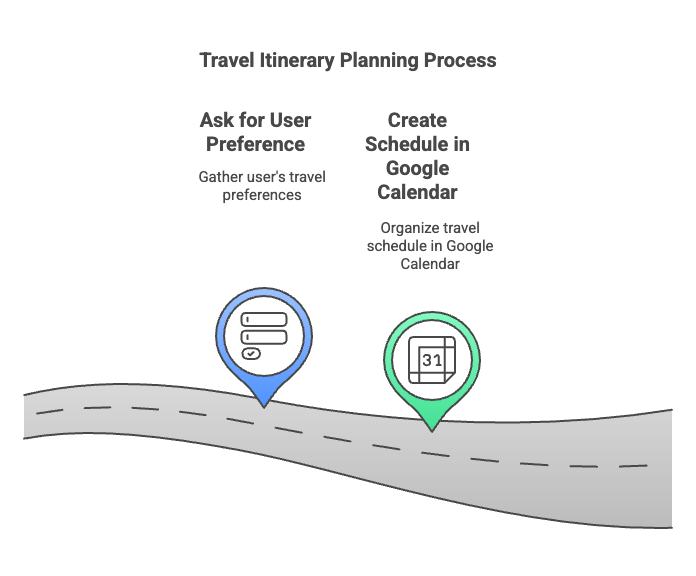 Travel Itinerary Planning Process
Ask for User
Preference
Gather user's travel
preferences
Create
Schedule in
Google
Calendar
Organize travel
schedule in Google
Calendar
31